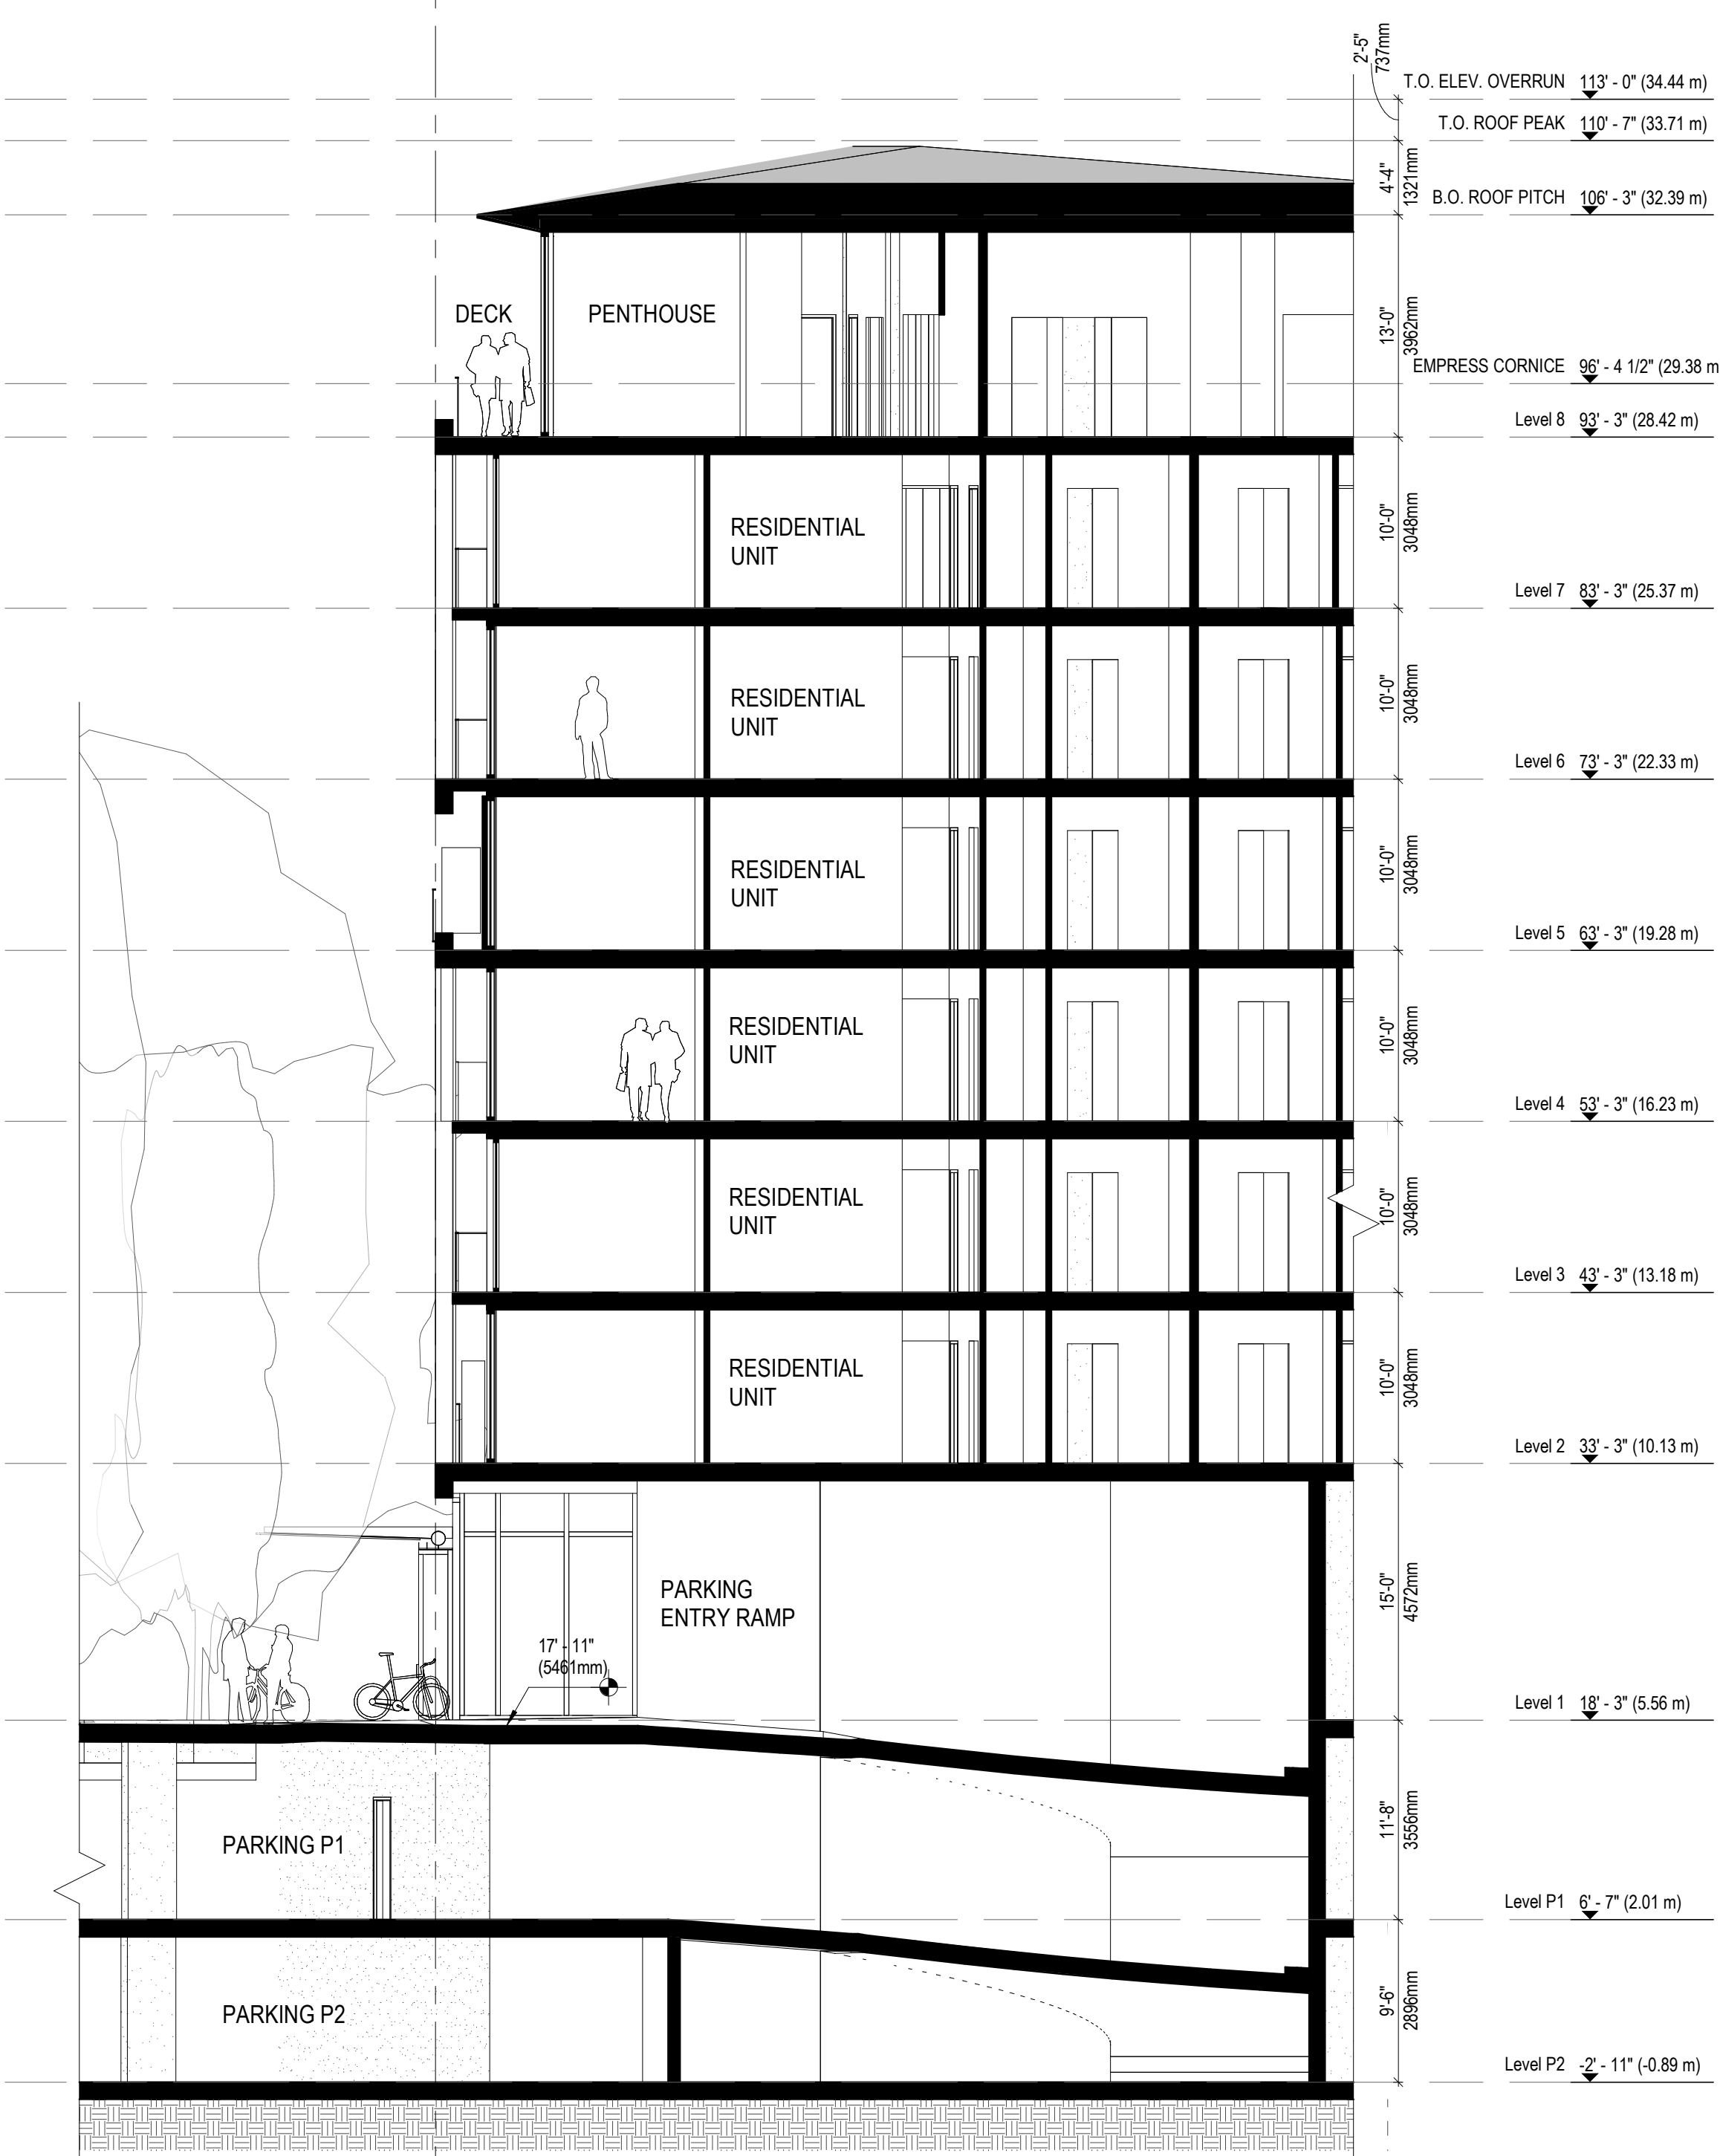 2'-5"
737mm
T.O. ELEV. OVERRUN 113' - 0" (34.44 m)
T.O. ROOF PEAK 110' - 7" (33.71 m)
4'-4"
1321mm
B.O. ROOF PITCH 106' - 3" (32.39 m)
DECK PENTHOUSE
13'-0"
3962mm
EMPRESS CORNICE 96' - 4 1/2" (29.38 m
Level 8 93' - 3" (28.42 m)
RESIDENTIAL
UNIT
10'-0"
3048mm
Level 7 83' - 3" (25.37 m)
RESIDENTIAL
UNIT
10'-0"
3048mm
Level 6 73' - 3" (22.33 m)
RESIDENTIAL
UNIT
10'-0"
3048mm
Level 5 63' - 3" (19.28 m)
RESIDENTIAL
UNIT
10'-0"
3048mm
Level 4 53' - 3" (16.23 m)
RESIDENTIAL
UNIT
10'-0"
3048mm
Level 3 43' - 3" (13.18 m)
RESIDENTIAL
UNIT
10'-0"
3048mm
Level 2 33' - 3" (10.13 m)
PARKING
ENTRY RAMP
15'-0"
4572mm
17' - 11"
(5461mm)
Level 1 18' - 3" (5.56 m)
PARKING P1
11'-8"
3556mm
Level P1 6' - 7" (2.01 m)
PARKING P2
9'-6"
2896mm
Level P2 -2' - 11" (-0.89 m)